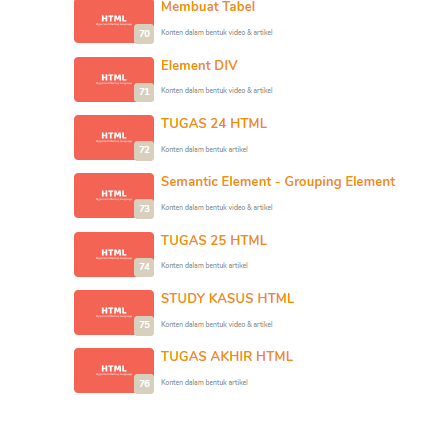 HTML
70
Membuat Tabel
Konten dalam bentuk video & artikel
HTML
71
Element DIV
Konten dalam bentuk video & artikel
HTML
72
TUGAS 24 HTML
Konten dalam bentuk artikel
HTML
73
Semantic Element - Grouping Element
Konten dalam bentuk video & artikel
HTML
74
TUGAS 25 HTML
Konten dalam bentuk artikel
HTML
75
STUDY KASUS HTML
Konten dalam bentuk video & artikel
HTML
76
TUGAS AKHIR HTML
Konten dalam bentuk artikel